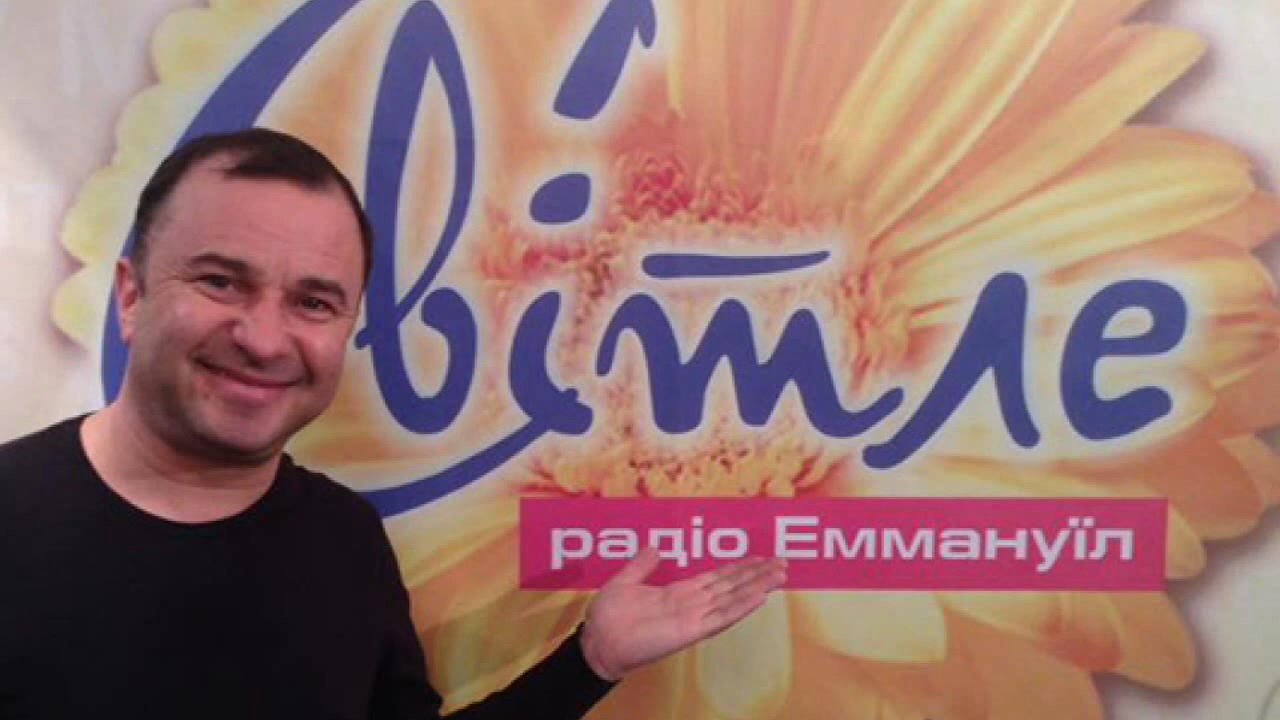 Світле
радіо Еммануїл